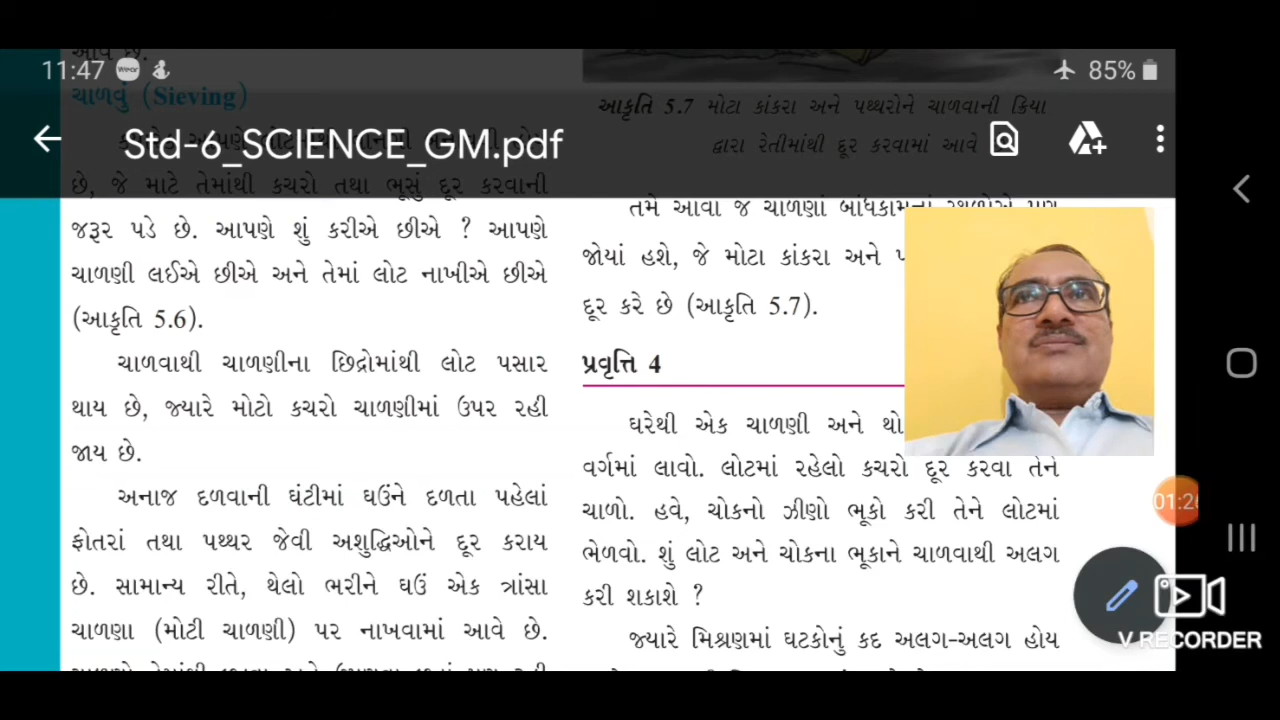 11:47
85%
Std-6_SCIENCE_GM.pdf
ચાળવું (Sieving)
છે, જે માટે તેમાંથી કચરો તથા ભૂસું દૂર કરવાની
જરૂર પડે છે. આપણે શું કરીએ છીએ ? આપણે
ચાળણી લઈએ છીએ અને તેમાં લોટ નાખીએ છીએ
(આકૃતિ 5.6).
ચાળવાથી ચાળણીના છિદ્રોમાંથી લોટ પસાર
થાય છે, જ્યારે મોટો કચરો ચાળણીમાં ઉપર રહી
જાય છે.
અનાજ દળવાની ઘંટીમાં ઘઉંને દળતા પહેલાં
ફોતરાં તથા પથ્થર જેવી અશુદ્ધિઓને દૂર કરાય
છે. સામાન્ય રીતે, થેલો ભરીને ઘઉં એક ત્રાંસા
ચાળણા (મોટી ચાળણી) પર નાખવામાં આવે છે.
આકૃતિ 5.7 મોટા કાંકરા અને પથ્થરોને ચાળવાની ક્રિયા
દ્વારા રેતીમાંથી દૂર કરવામાં આવે
તમે આવા જ ચાળણાં બાંધકામનાં
જોયાં હશે, જે મોટા કાંકરા અને
દૂર કરે છે (આકૃતિ 5.7).
પ્રવૃત્તિ 4
ઘરેથી એક ચાળણી અને
વર્ગમાં લાવો. લોટમાં રહેલો કચરો દૂર કરવા તેને
ચાળો. હવે, ચોકનો ઝીણો ભૂકો કરી તેને લોટમાં
ભેળવો. શું લોટ અને ચોકના ભૂકાને ચાળવાથી અલગ
કરી શકાશે ?
જ્યારે મિશ્રણમાં ઘટકોનું કદ અલગ-અલગ હોય
V RECORDER